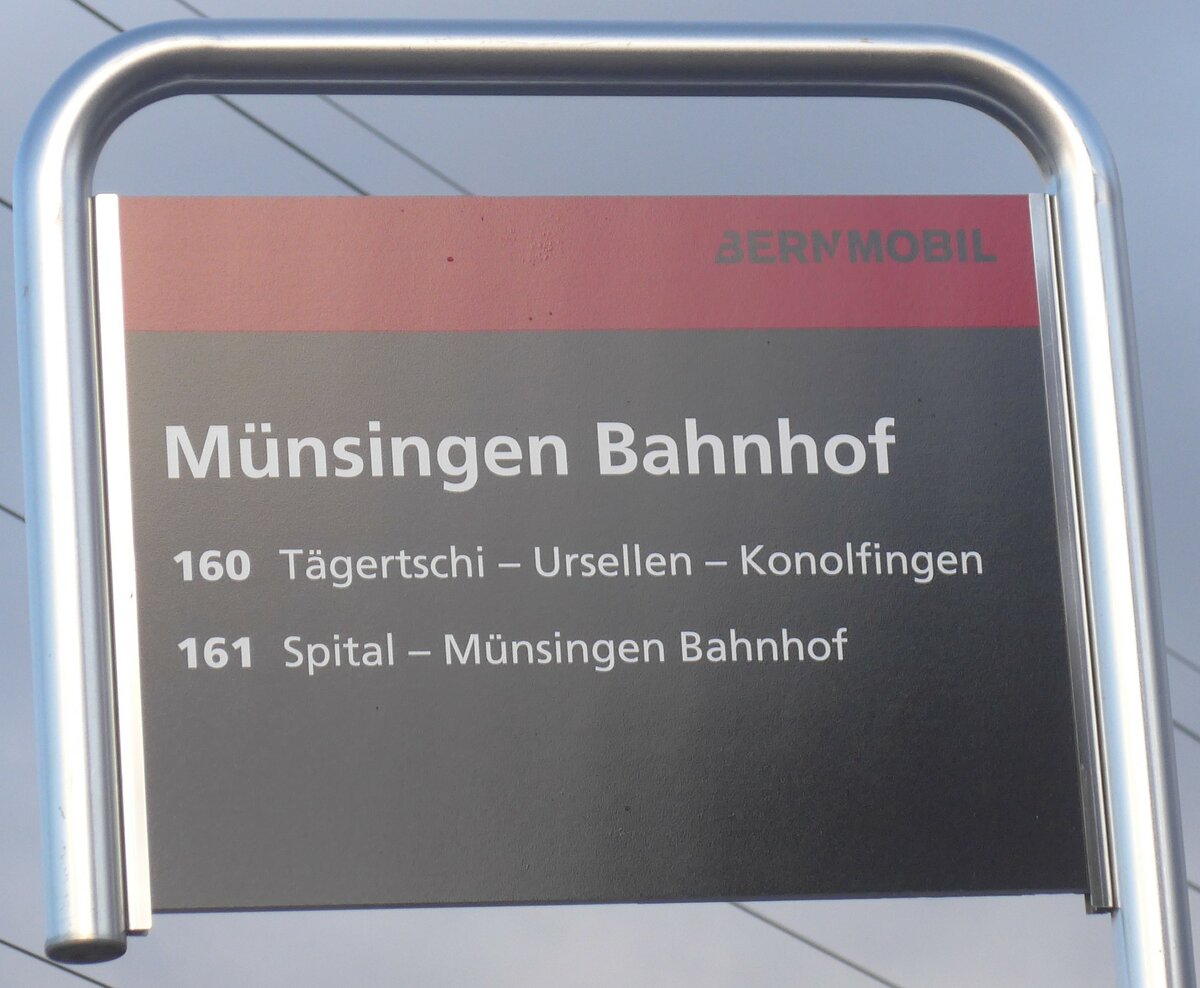 BERNMOBIL
Münsingen Bahnhof
160 Tägertschi – Ursellen – Konolfingen
161 Spital – Münsingen Bahnhof